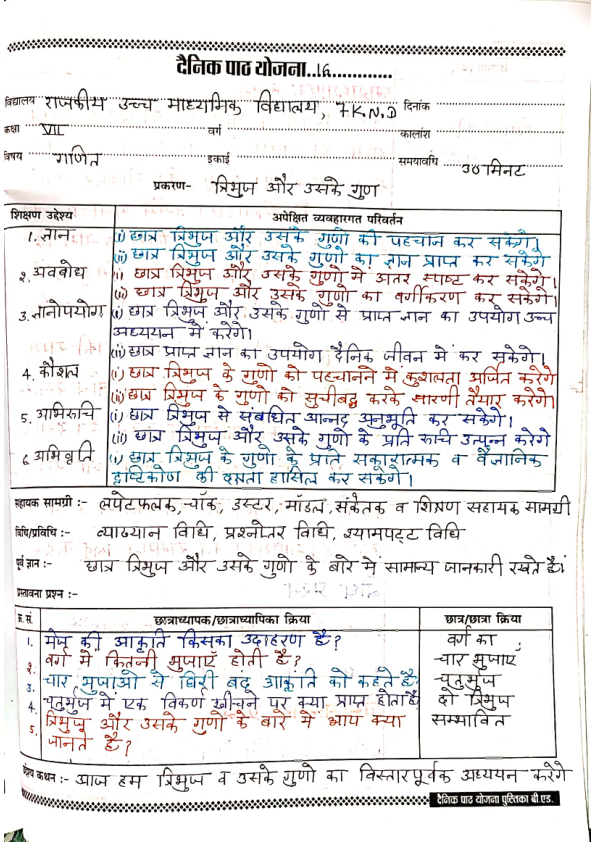 दैनिक पाठ योजना..16............
विद्यालय राजकीय उच्च माध्यमिक विद्यालय, 7K.N.D दिनांक
कक्षा VII वर्ग कालांश
विषय गणित इकाई समयावधि 30 मिनट
प्रकरण- त्रिभुज और उसके गुण
शिक्षण उद्देश्य अपेक्षित व्यवहारगत परिवर्तन
1. ज्ञान (i) छात्र त्रिभुज और उसके गुणो की पहचान कर सकेंगे।
(ii) छात्र त्रिभुज और उसके गुणो का ज्ञान प्राप्त कर सकेंगे
2. अवबोध (i) छात्र त्रिभुज और उसके गुणो में अंतर स्पष्ट कर सकेंगे।
(ii) छात्र त्रिभुज और उसके गुणो का वर्गीकरण कर सकेंगे।
3. ज्ञानोपयोग (i) छात्र त्रिभुज और उसके गुणो से प्राप्त ज्ञान का उपयोग उच्च
अध्ययन में करेंगे।
(ii) छात्र प्राप्त ज्ञान का उपयोग दैनिक जीवन में कर सकेंगे।
4. कौशल (i) छात्र त्रिभुज के गुणो को पहचानने में कुशलता अर्जित करेंगे
(ii) छात्र त्रिभुज के गुणो को सुचीबद्ध करके सारणी तैयार करेंगे।
5. अभिरुचि (i) छात्र त्रिभुज से संबंधित आनन्द अनुभूति कर सकेंगे।
(ii) छात्र त्रिभुज और उसके गुणो के प्रति रुचि उत्पन्न करेंगे
6. अभिवृति (i) छात्र त्रिभुज के गुणो के प्रति सकारात्मक व वैज्ञानिक
दृष्टिकोण की दक्षता हासिल कर सकेंगे।
सहायक सामग्री :- लपेटफलक, चॉक, डस्टर, मॉडल, संकेतक व शिक्षण सहायक सामग्री
विधि/प्रविधि :- व्याख्यान विधि, प्रश्नोतर विधि, श्यामपट्ट विधि
पूर्व ज्ञान :- छात्र त्रिभुज और उसके गुणो के बारे में सामान्य जानकारी रखते हैं।
प्रस्तावना प्रश्न :-
क्र.सं. छात्राध्यापक/छात्राध्यापिका क्रिया छात्र/छात्रा क्रिया
1. मेज की आकृति किसका उदाहरण है? वर्ग का
2. वर्ग में कितनी भुजाएँ होती है? चार भुजाएँ
3. चार भुजाओ से घिरी बंद आकृति को कहते है? चतुर्भुज
4. चतुर्भुज में एक विकर्ण खींचने पर क्या प्राप्त होता है? दो त्रिभुज
5. त्रिभुज और उसके गुणो के बारे में आप क्या सम्भावित
जानते है?
उद्देश्य कथन :- आज हम त्रिभुज व उसके गुणो का विस्तारपूर्वक अध्ययन करेंगे
दैनिक पाठ योजना पुस्तिका बी.एड.